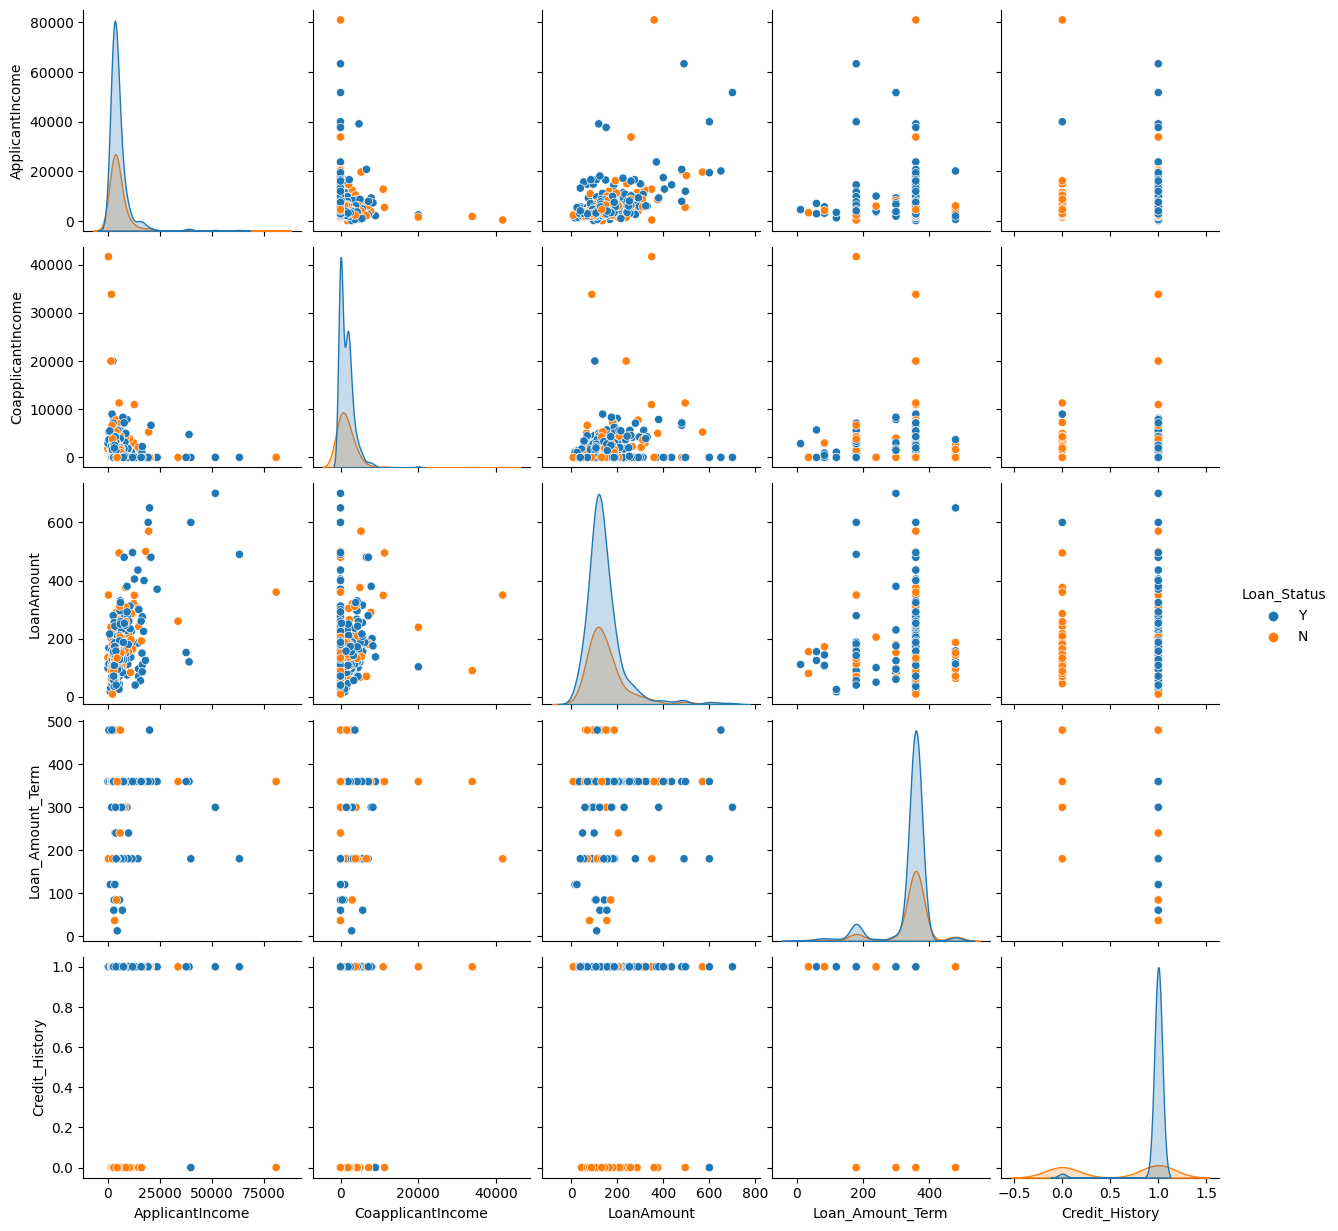 80000
60000
40000
20000
0
ApplicantIncome
40000
30000
20000
10000
0
CoapplicantIncome
600
400
200
0
LoanAmount
Loan_Status
Y
N
500
400
300
200
100
0
Loan_Amount_Term
1.0
0.8
0.6
0.4
0.2
0.0
Credit_History
0 25000 50000 75000
0 20000 40000
0 200 400 600 800
0 200 400
−0.5 0.0 0.5 1.0 1.5
ApplicantIncome
CoapplicantIncome
LoanAmount
Loan_Amount_Term
Credit_History